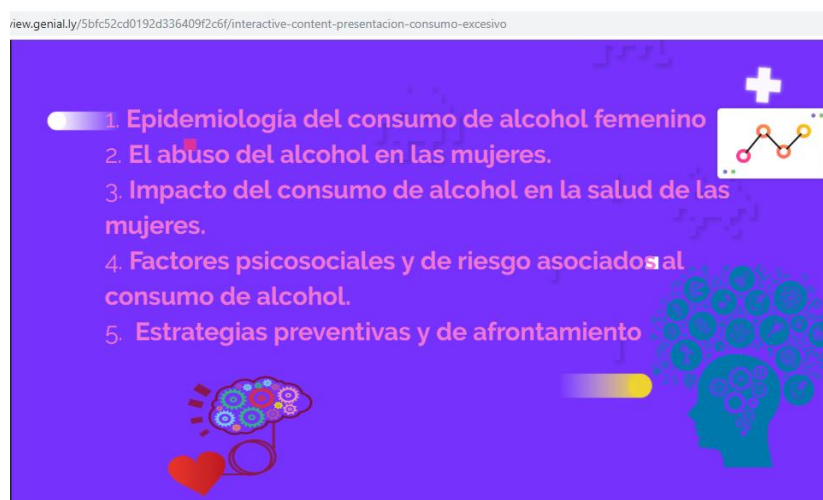 view.genial.ly/5bfc52cd0192d336409f2c6f/interactive-content-presentacion-consumo-excesivo
1. Epidemiología del consumo de alcohol femenino
2. El abuso del alcohol en las mujeres.
3. Impacto del consumo de alcohol en la salud de las
mujeres.
4. Factores psicosociales y de riesgo asociados al
consumo de alcohol.
5. Estrategias preventivas y de afrontamiento